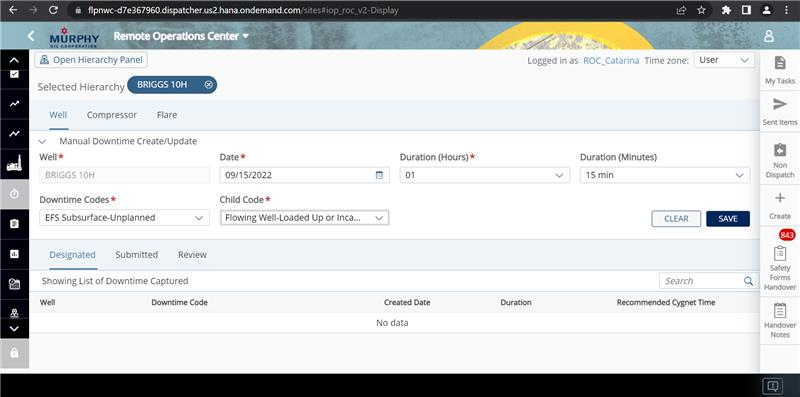 flpnwc-d7e367960.dispatcher.us2.hana.ondemand.com/sites#iop_roc_v2-Display
MURPHY
OIL CORPORATION
Remote Operations Center
Open Hierarchy Panel
Logged in as ROC_Catarina Time zone: User
Selected Hierarchy BRIGGS 10H
Well Compressor Flare
Manual Downtime Create/Update
Well* Date* Duration (Hours)* Duration (Minutes)
BRIGGS 10H 09/15/2022 01 15 min
Downtime Codes* Child Code*
EFS Subsurface-Unplanned Flowing Well-Loaded Up or Inca...
CLEAR SAVE
Designated Submitted Review
Showing List of Downtime Captured Search
Well Downtime Code Created Date Duration Recommended Cygnet Time
No data
My Tasks
Sent Items
Non
Dispatch
Create
843
Safety
Forms
Handover
Handover
Notes